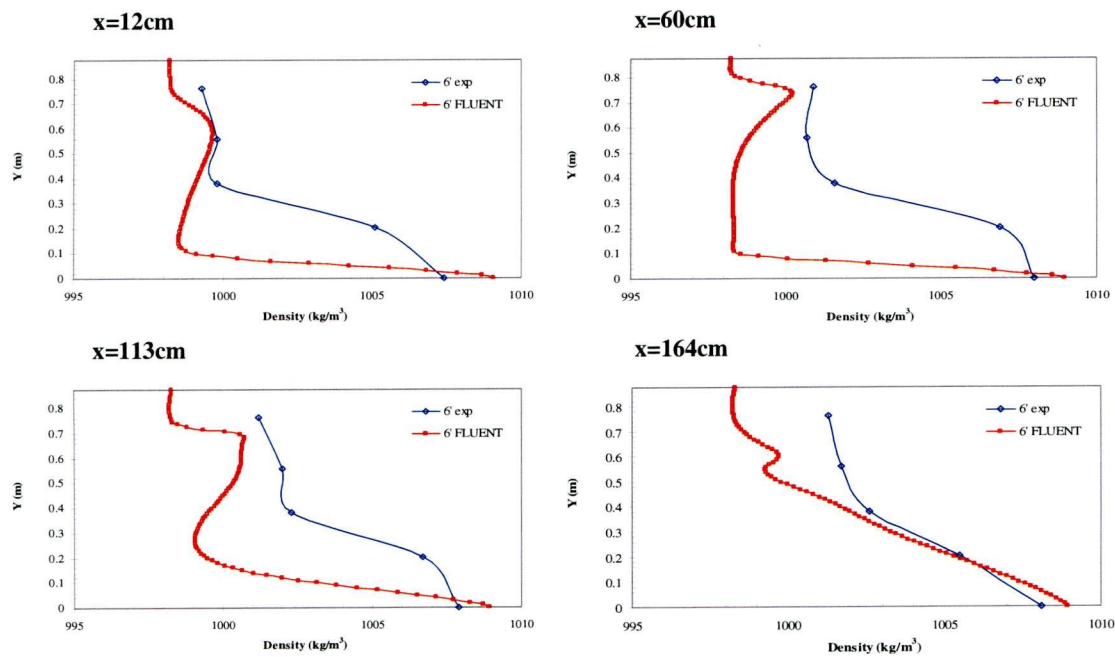 x=12cm
0.8
0.7
0.6
0.5
0.4
0.3
0.2
0.1
0
Y (m)
6' exp
6' FLUENT
995
1000
1005
1010
Density (kg/m³)
x=60cm
0.8
0.7
0.6
0.5
0.4
0.3
0.2
0.1
0
Y (m)
6' exp
6' FLUENT
995
1000
1005
1010
Density (kg/m³)
x=113cm
0.8
0.7
0.6
0.5
0.4
0.3
0.2
0.1
0
Y (m)
6' exp
6' FLUENT
995
1000
1005
1010
Density (kg/m³)
x=164cm
0.8
0.7
0.6
0.5
0.4
0.3
0.2
0.1
0
Y (m)
6' exp
6' FLUENT
995
1000
1005
1010
Density (kg/m³)